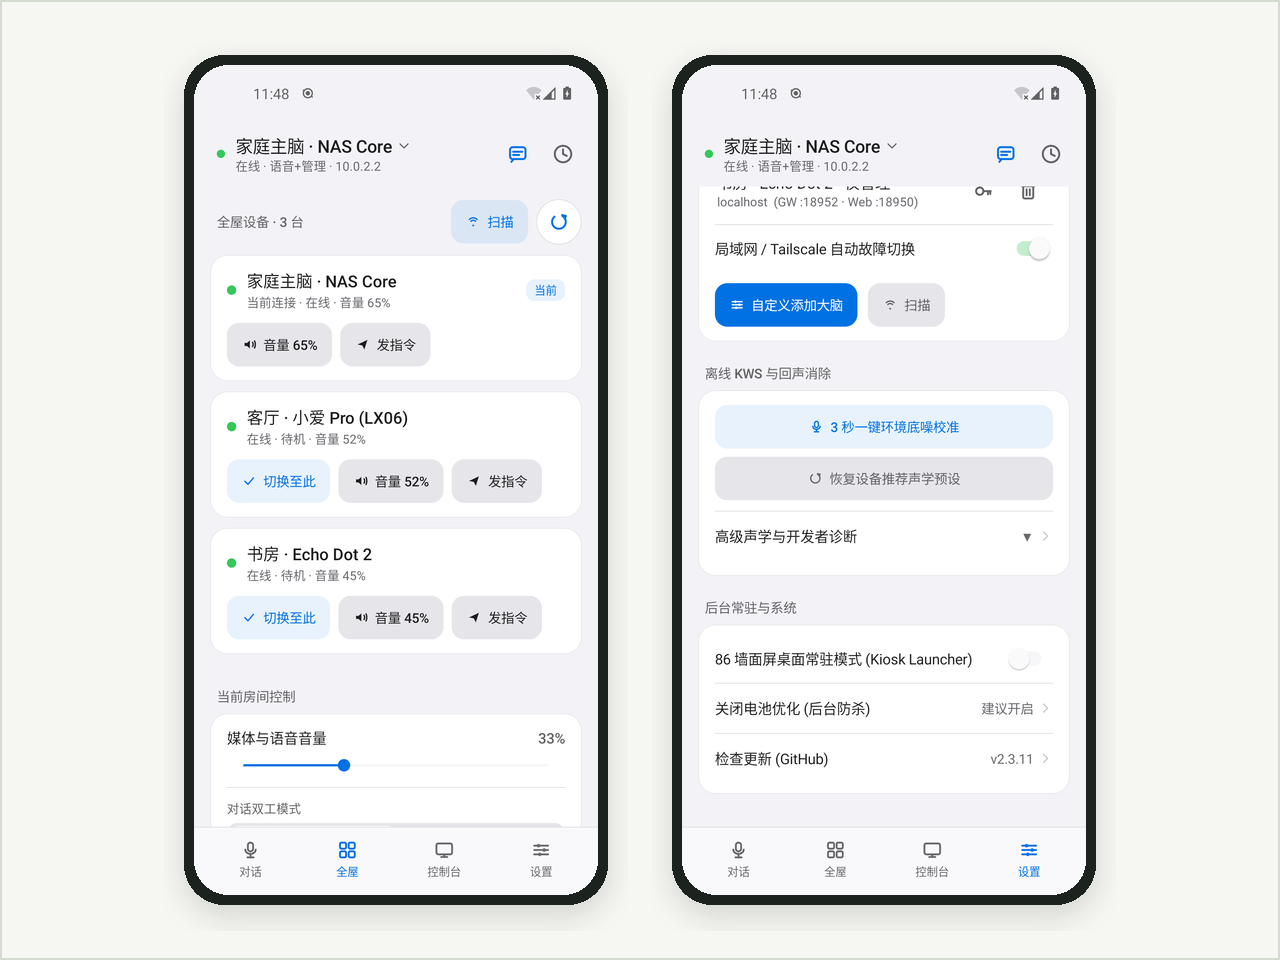 11:48
家庭主脑 · NAS Core
在线 · 语音+管理 · 10.0.2.2
全屋设备 · 3 台
扫描
家庭主脑 · NAS Core
当前连接 · 在线 · 音量 65%
当前
音量 65%
发指令
客厅 · 小爱 Pro (LX06)
在线 · 待机 · 音量 52%
切换至此
音量 52%
发指令
书房 · Echo Dot 2
在线 · 待机 · 音量 45%
切换至此
音量 45%
发指令
当前房间控制
媒体与语音音量
33%
对话双工模式
对话
全屋
控制台
设置
11:48
家庭主脑 · NAS Core
在线 · 语音+管理 · 10.0.2.2
书房 · Echo Dot 2 · 仅管理
localhost (GW :18952 · Web :18950)
局域网 / Tailscale 自动故障切换
自定义添加大脑
扫描
离线 KWS 与回声消除
3 秒一键环境底噪校准
恢复设备推荐声学预设
高级声学与开发者诊断
后台常驻与系统
86 墙面屏桌面常驻模式 (Kiosk Launcher)
关闭电池优化 (后台防杀)
建议开启
检查更新 (GitHub)
v2.3.11
对话
全屋
控制台
设置